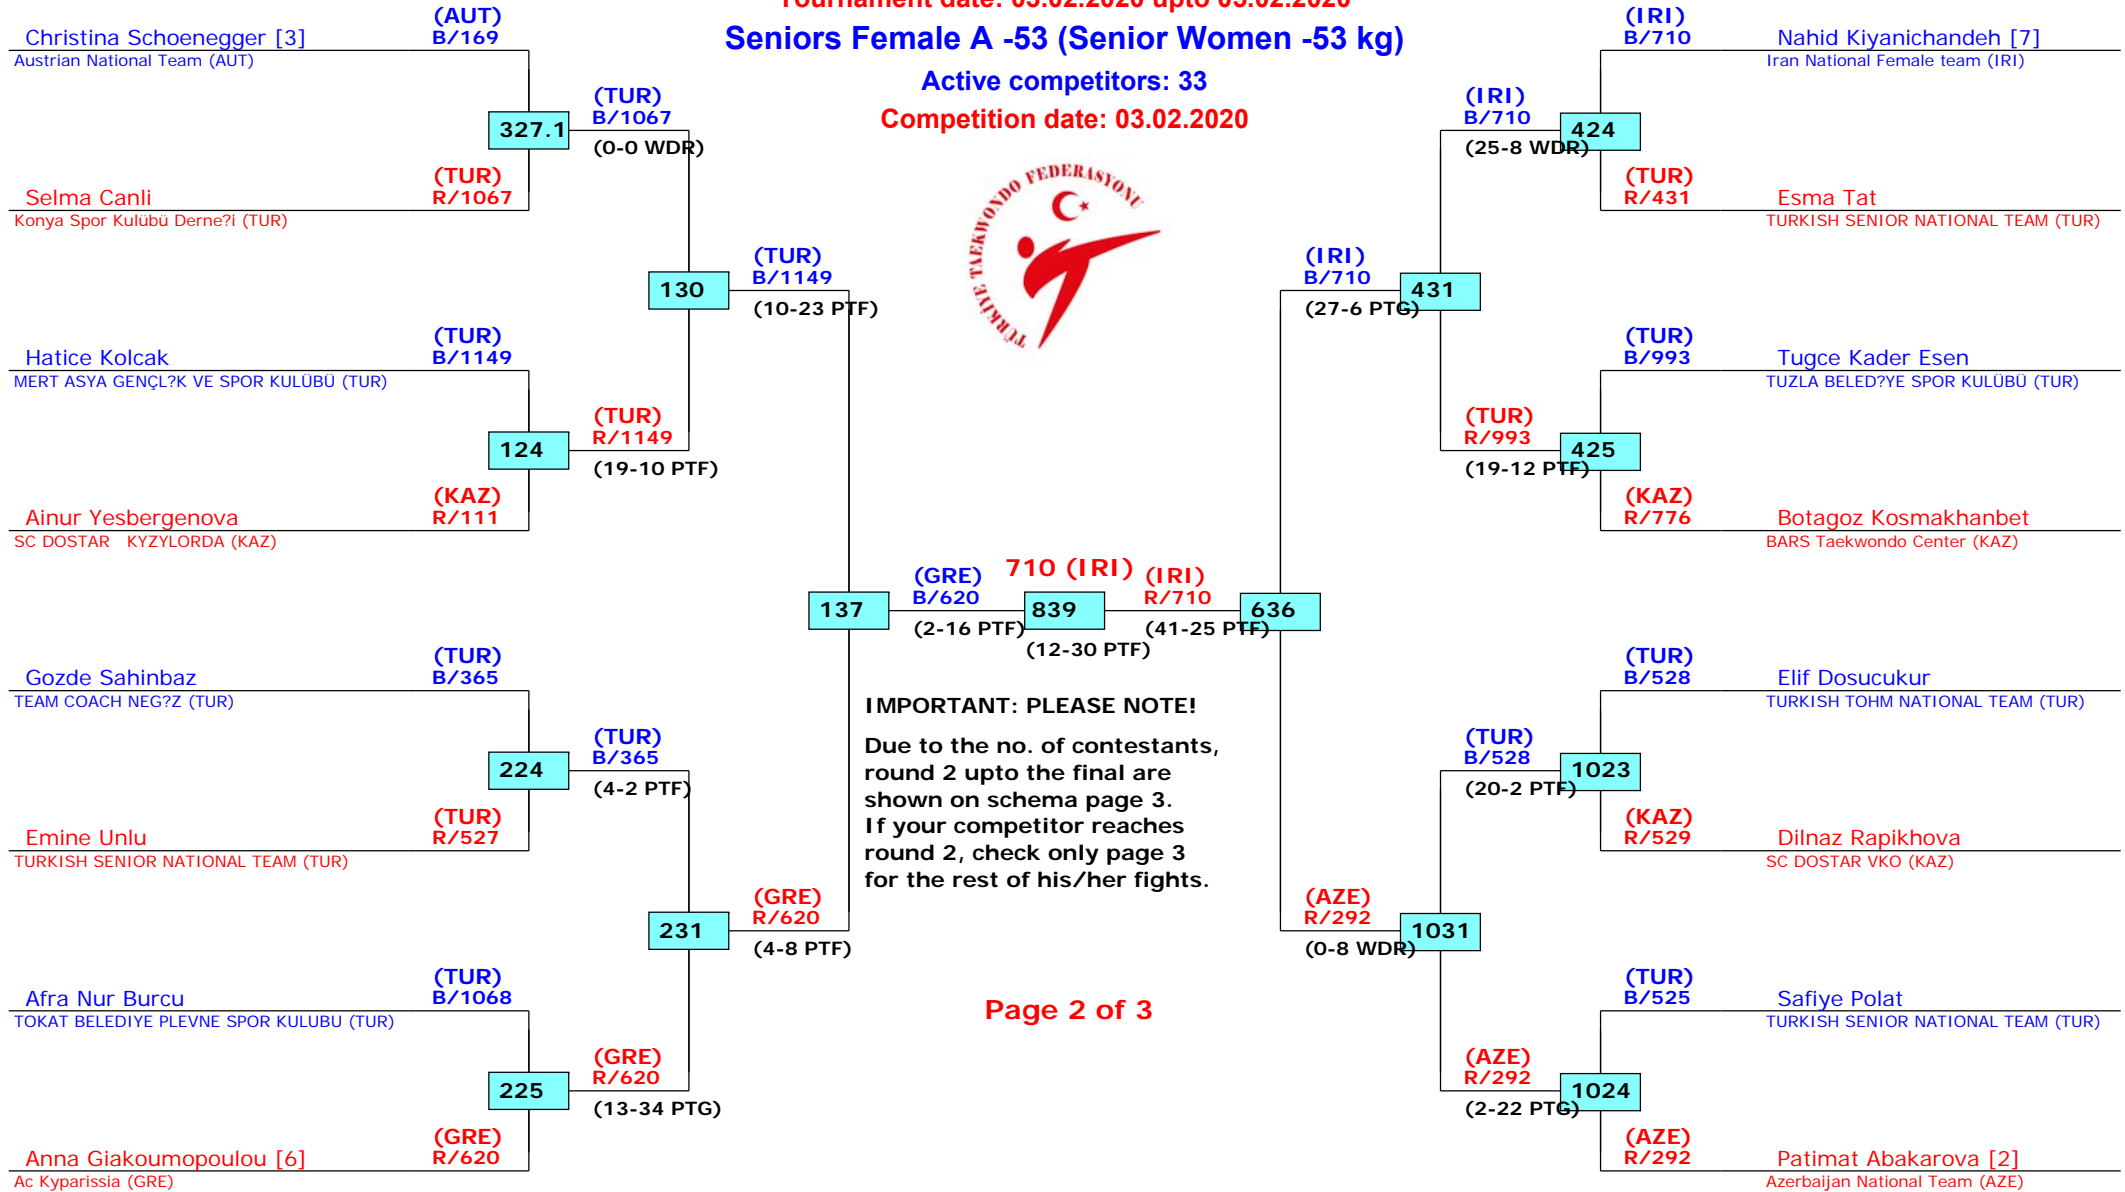 Tournament date: 03.02.2020 upto 05.02.2020
Seniors Female A -53 (Senior Women -53 kg)
Active competitors: 33
Competition date: 03.02.2020
TÜRKİYE TAEKWONDO FEDERASYONU
Christina Schoenegger [3]
Austrian National Team (AUT)
(AUT)
B/169
327.1
Selma Canli
Konya Spor Kulübü Derne?i (TUR)
(TUR)
R/1067
(TUR)
B/1067
(0-0 WDR)
130
Hatice Kolcak
MERT ASYA GENÇL?K VE SPOR KULÜBÜ (TUR)
(TUR)
B/1149
124
Ainur Yesbergenova
SC DOSTAR KYZYLORDA (KAZ)
(KAZ)
R/111
(TUR)
R/1149
(19-10 PTF)
(TUR)
B/1149
(10-23 PTF)
137
Gozde Sahinbaz
TEAM COACH NEG?Z (TUR)
(TUR)
B/365
224
Emine Unlu
TURKISH SENIOR NATIONAL TEAM (TUR)
(TUR)
R/527
(TUR)
B/365
(4-2 PTF)
231
Afra Nur Burcu
TOKAT BELEDIYE PLEVNE SPOR KULUBU (TUR)
(TUR)
B/1068
225
Anna Giakoumopoulou [6]
Ac Kyparissia (GRE)
(GRE)
R/620
(GRE)
R/620
(13-34 PTG)
(GRE)
R/620
(4-8 PTF)
(GRE)
B/620
(2-16 PTF)
710 (IRI)
839
(12-30 PTF)
(IRI)
R/710
(41-25 PTF)
636
IMPORTANT: PLEASE NOTE!
Due to the no. of contestants,
round 2 upto the final are
shown on schema page 3.
If your competitor reaches
round 2, check only page 3
for the rest of his/her fights.
Page 2 of 3
(IRI)
B/710
(27-6 PTG)
431
(IRI)
B/710
(25-8 WDR)
424
(IRI)
B/710
Nahid Kiyanichandeh [7]
Iran National Female team (IRI)
(TUR)
R/431
Esma Tat
TURKISH SENIOR NATIONAL TEAM (TUR)
(TUR)
R/993
(19-12 PTF)
425
(TUR)
B/993
Tugce Kader Esen
TUZLA BELED?YE SPOR KULÜBÜ (TUR)
(KAZ)
R/776
Botagoz Kosmakhanbet
BARS Taekwondo Center (KAZ)
(AZE)
R/292
(0-8 WDR)
1031
(TUR)
B/528
(20-2 PTF)
1023
(TUR)
B/528
Elif Dosucukur
TURKISH TOHM NATIONAL TEAM (TUR)
(KAZ)
R/529
Dilnaz Rapikhova
SC DOSTAR VKO (KAZ)
(AZE)
R/292
(2-22 PTG)
1024
(TUR)
B/525
Safiye Polat
TURKISH SENIOR NATIONAL TEAM (TUR)
(AZE)
R/292
Patimat Abakarova [2]
Azerbaijan National Team (AZE)